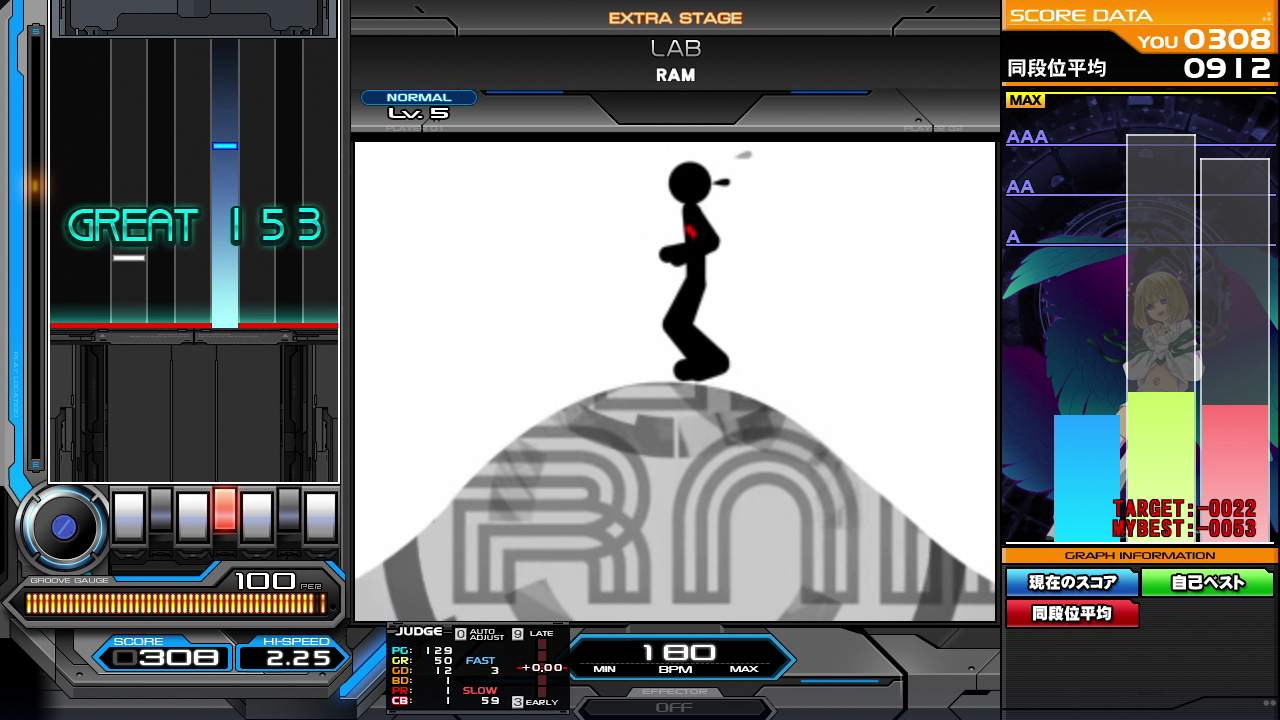 EXTRA STAGE
LAB
RAM
NORMAL
Lv. 5
PLAYER 01
PLAYER 02
GREAT 153
SCORE DATA
YOU 0308
同段位平均 0912
MAX
AAA
AA
A
TARGET:-0022
MYBEST:-0053
GRAPH INFORMATION
現在のスコア
自己ベスト
同段位平均
GROOVE GAUGE
100 PER
SCORE
0308
HI-SPEED
2.25
JUDGE
0 AUTO ADJUST
9 LATE
PG: 129
GR: 50
GD: 12
BD: 1
PR: 1
CB: 1
FAST
3
SLOW
59
+0.00
3 EARLY
180
MIN BPM MAX
EFFECTOR
OFF
PLAY LOCATION
S
E